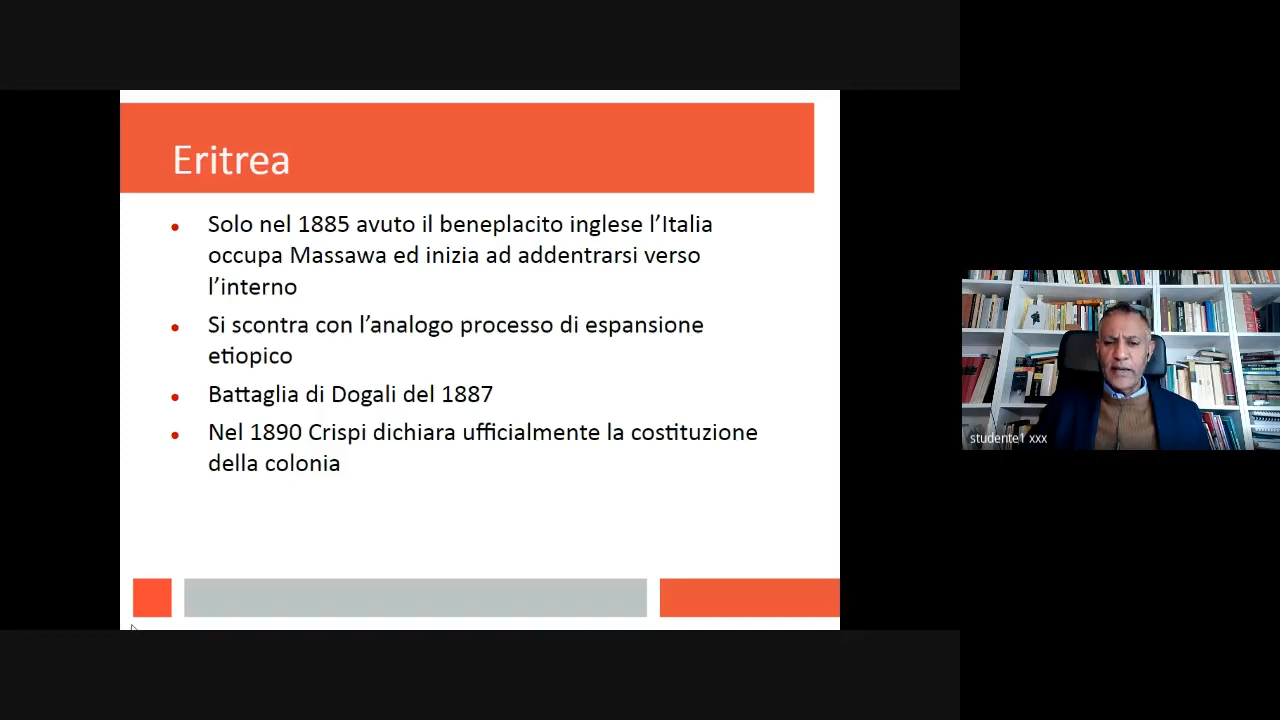 Eritrea
Solo nel 1885 avuto il beneplacito inglese l’Italia
occupa Massawa ed inizia ad addentrarsi verso
l’interno
Si scontra con l’analogo processo di espansione
etiopico
Battaglia di Dogali del 1887
Nel 1890 Crispi dichiara ufficialmente la costituzione
della colonia
studente1 xxx